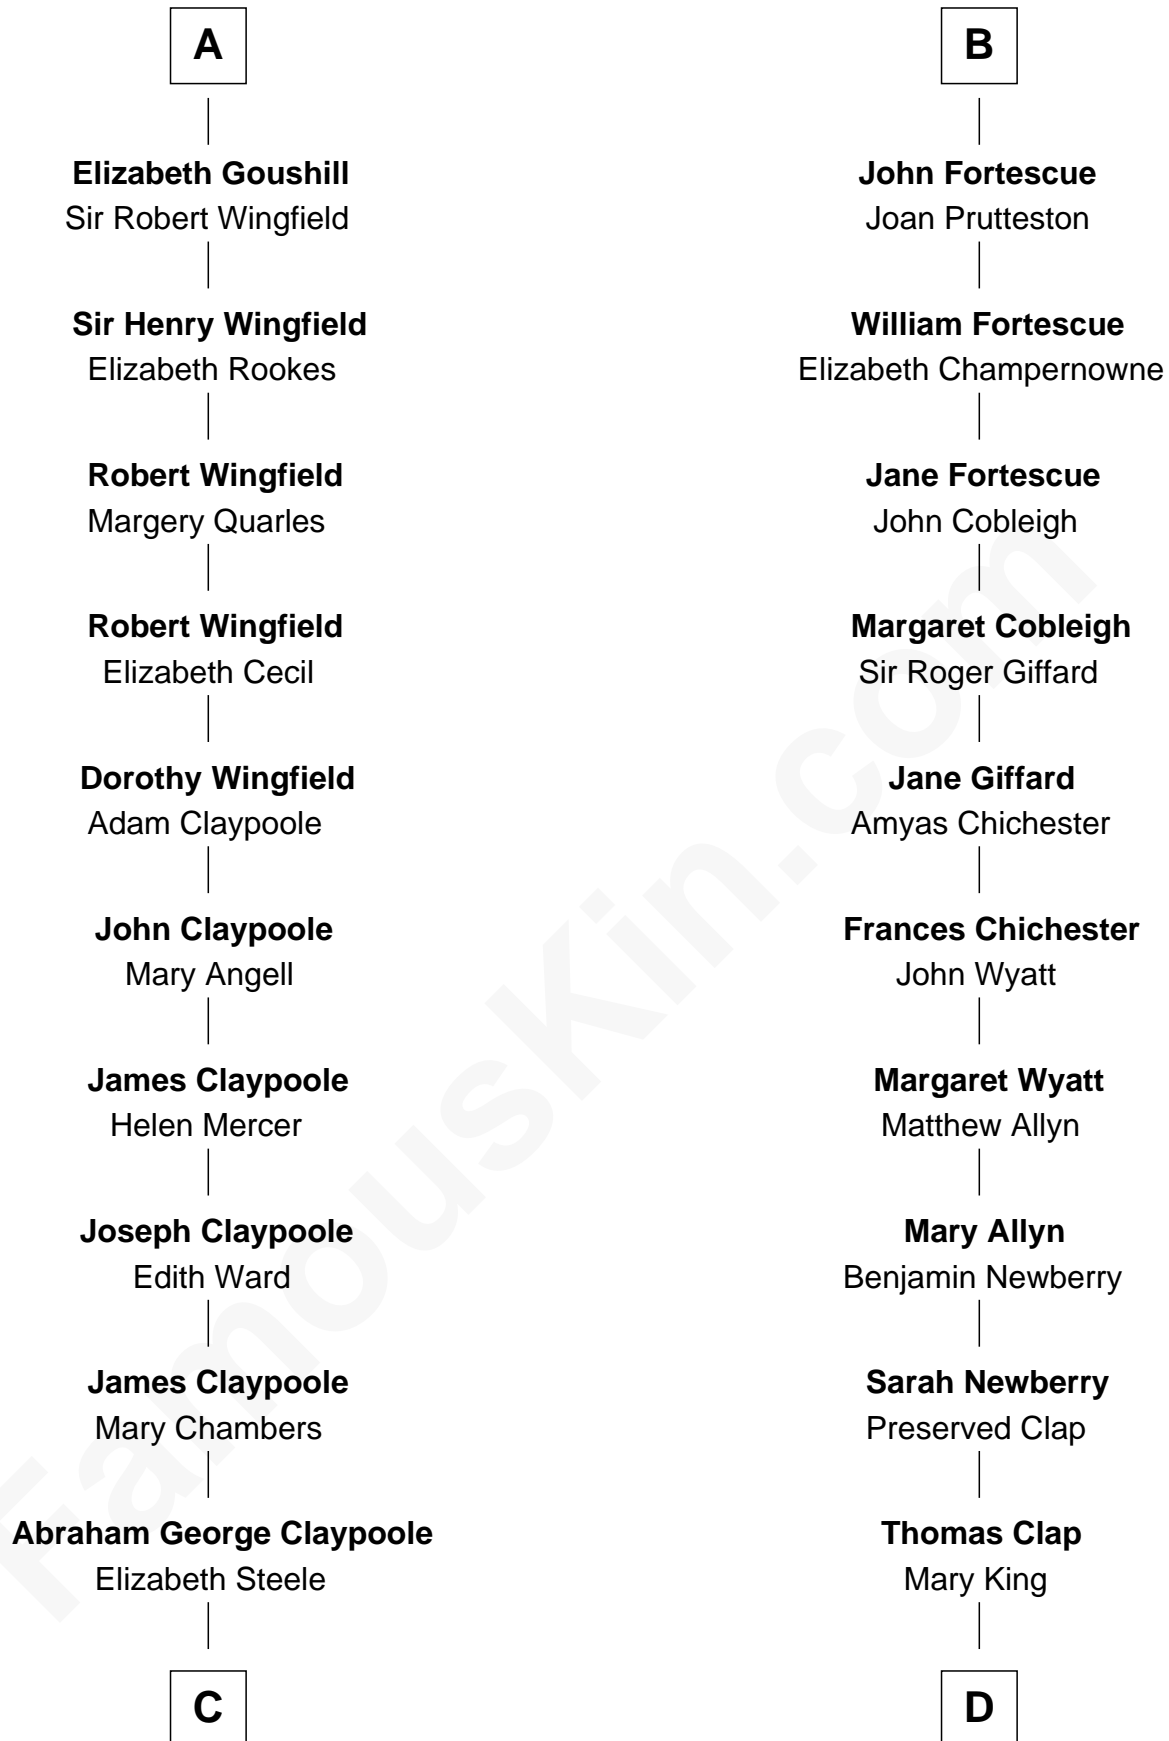 A
Elizabeth Goushill
Sir Robert Wingfield
Sir Henry Wingfield
Elizabeth Rookes
Robert Wingfield
Margery Quarles
Robert Wingfield
Elizabeth Cecil
Dorothy Wingfield
Adam Claypoole
John Claypoole
Mary Angell
James Claypoole
Helen Mercer
Joseph Claypoole
Edith Ward
James Claypoole
Mary Chambers
Abraham George Claypoole
Elizabeth Steele
C
B
John Fortescue
Joan Prutteston
William Fortescue
Elizabeth Champernowne
Jane Fortescue
John Cobleigh
Margaret Cobleigh
Sir Roger Giffard
Jane Giffard
Amyas Chichester
Frances Chichester
John Wyatt
Margaret Wyatt
Matthew Allyn
Mary Allyn
Benjamin Newberry
Sarah Newberry
Preserved Clap
Thomas Clap
Mary King
D
FamousKin.com